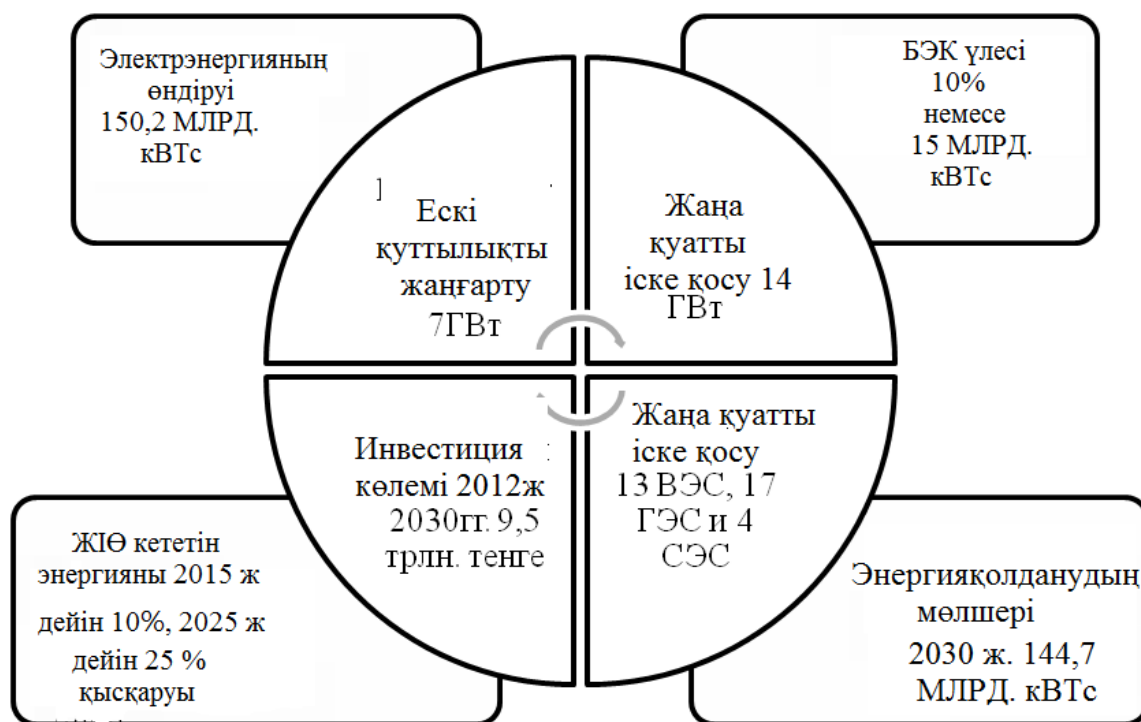 Электрэнергияның
өндіруі
150,2 МЛРД.
кВТс
БЭК үлесі
10%
немесе
15 МЛРД.
кВТс
Ескі
қуттылықты
жаңғарту
7ГВт
Жаңа
қуатты
іске қосу 14
ГВт
Инвестиция
көлемі 2012ж
2030гг. 9,5
трлн. тенге
Жаңа қуатты
іске қосу
13 ВЭС, 17
ГЭС и 4
СЭС
ЖІӨ кететін
энергияны 2015 ж
дейін 10%, 2025 ж
дейін 25 %
қысқаруы
Энергияқолданудың
мөлшері
2030 ж. 144,7
МЛРД. кВТс